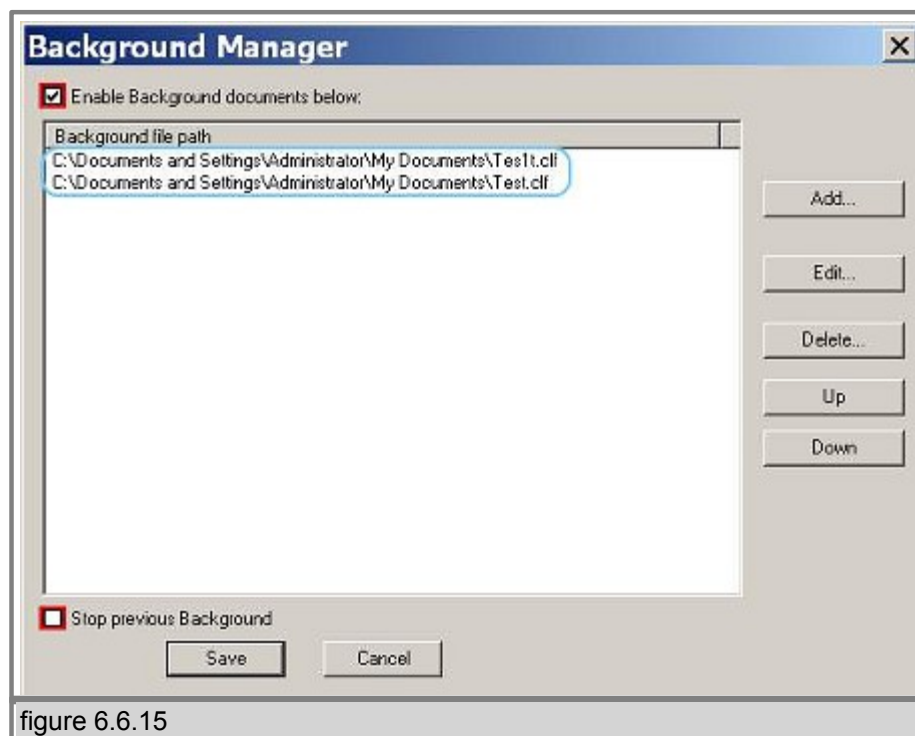 Background Manager
Enable Background documents below:
Background file path
C:\Documents and Settings\Administrator\My Documents\Tes1t.clf
C:\Documents and Settings\Administrator\My Documents\Test.clf
Add...
Edit...
Delete...
Up
Down
Stop previous Background
Save
Cancel
figure 6.6.15